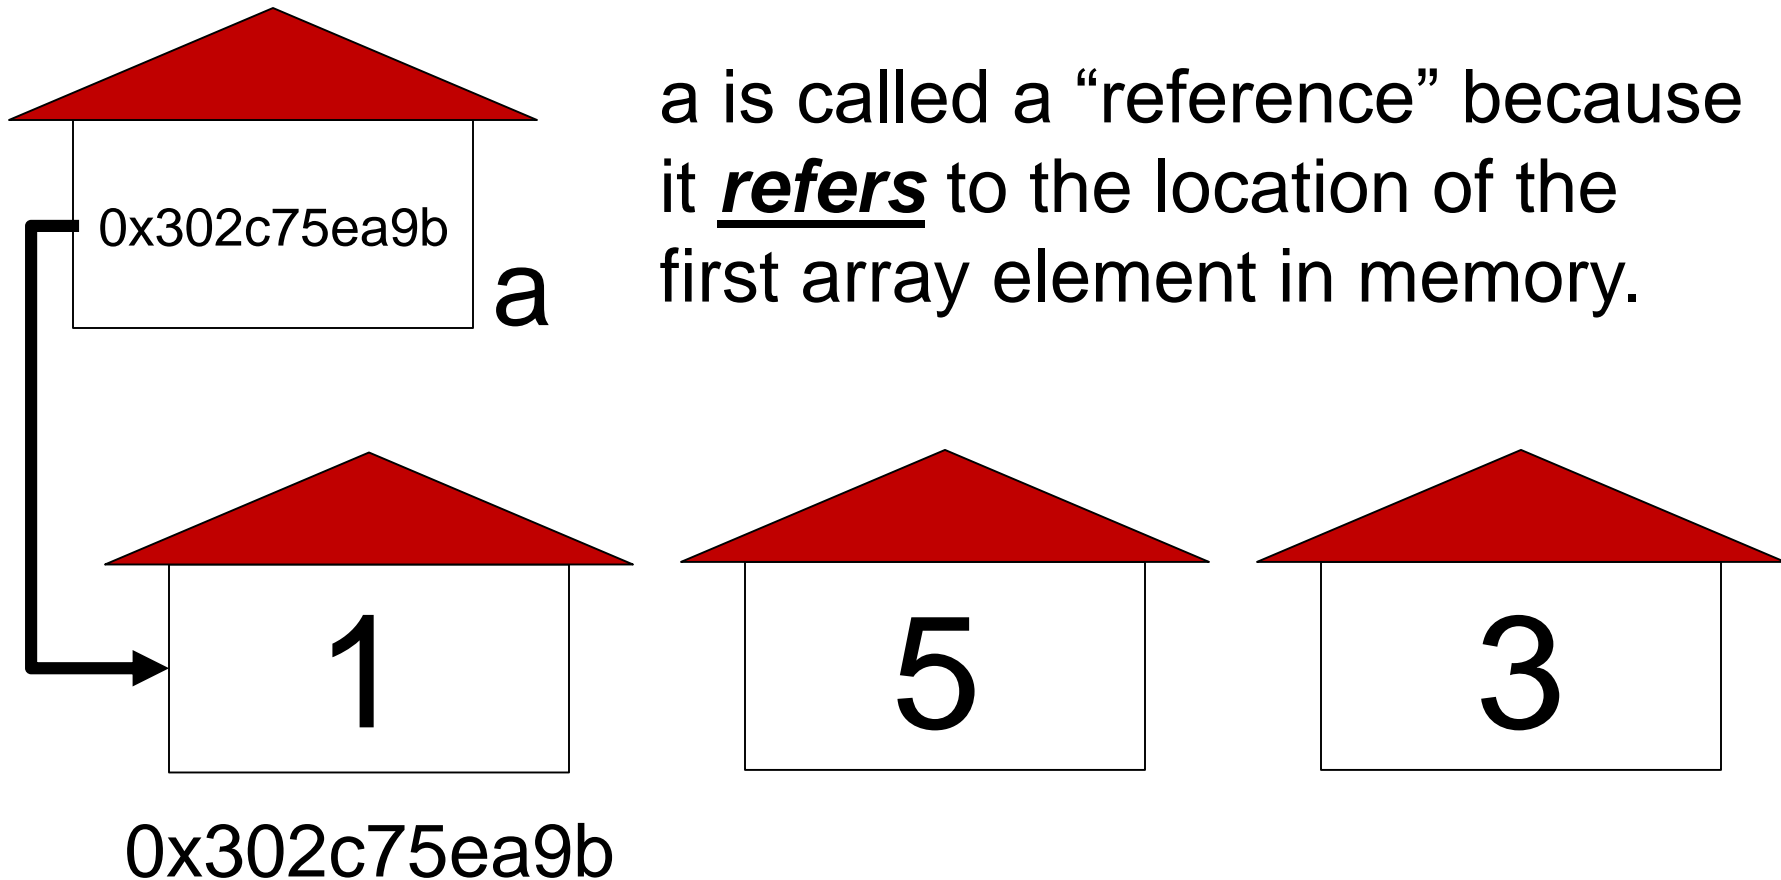 a is called a “reference” because
it refers to the location of the
first array element in memory.
0x302c75ea9b
a
1
5
3
0x302c75ea9b